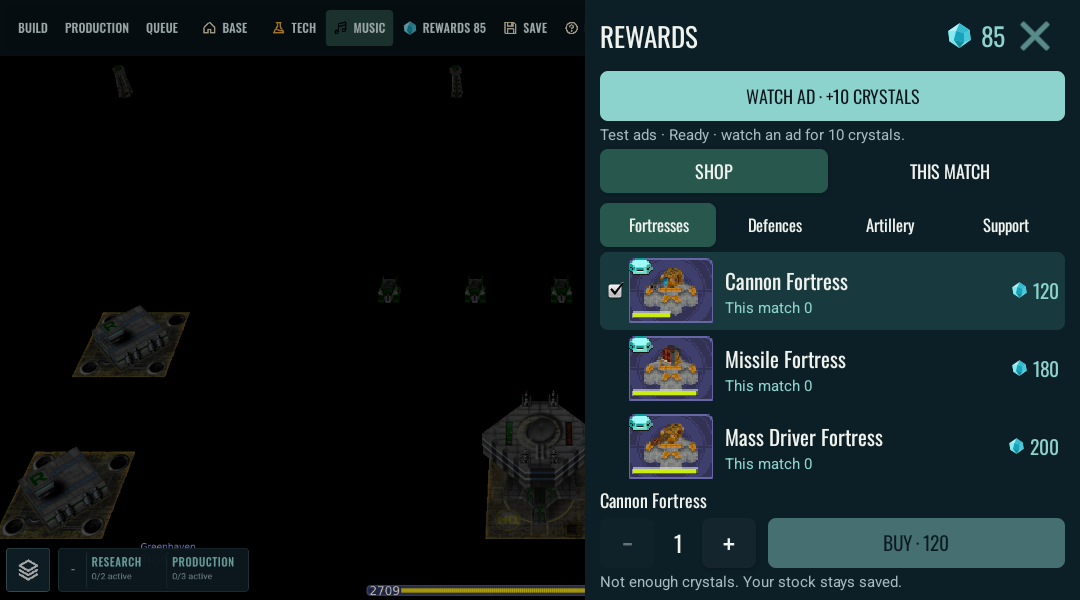 BUILD PRODUCTION QUEUE BASE TECH MUSIC REWARDS 85 SAVE
REWARDS 85
WATCH AD · +10 CRYSTALS
Test ads · Ready · watch an ad for 10 crystals.
SHOP THIS MATCH
Fortresses Defences Artillery Support
Cannon Fortress 120
This match 0
Missile Fortress 180
This match 0
Mass Driver Fortress 200
This match 0
Cannon Fortress
- 1 + BUY · 120
Not enough crystals. Your stock stays saved.
Greenhaven
- RESEARCH PRODUCTION
0/2 active 0/3 active
2709